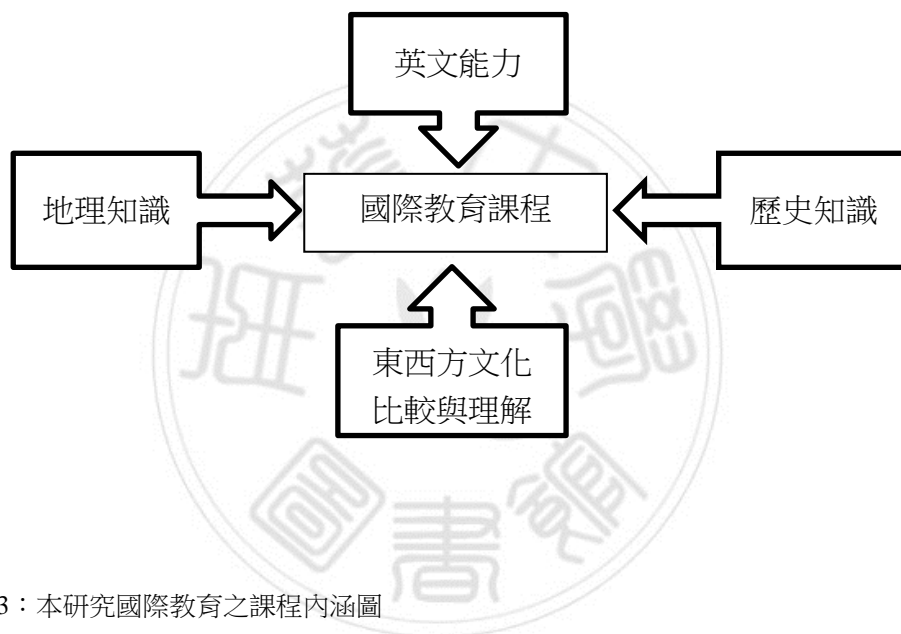 英文能力
地理知識
國際教育課程
歷史知識
東西方文化
比較與理解
3：本研究國際教育之課程內涵圖